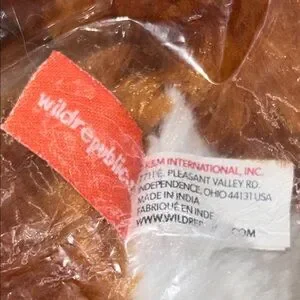 wildrepublic
K&M INTERNATIONAL, INC.
PLEASANT VALLEY RD.
INDEPENDENCE, OHIO 44131 USA
MADE IN INDIA
FABRIQUÉ EN INDE